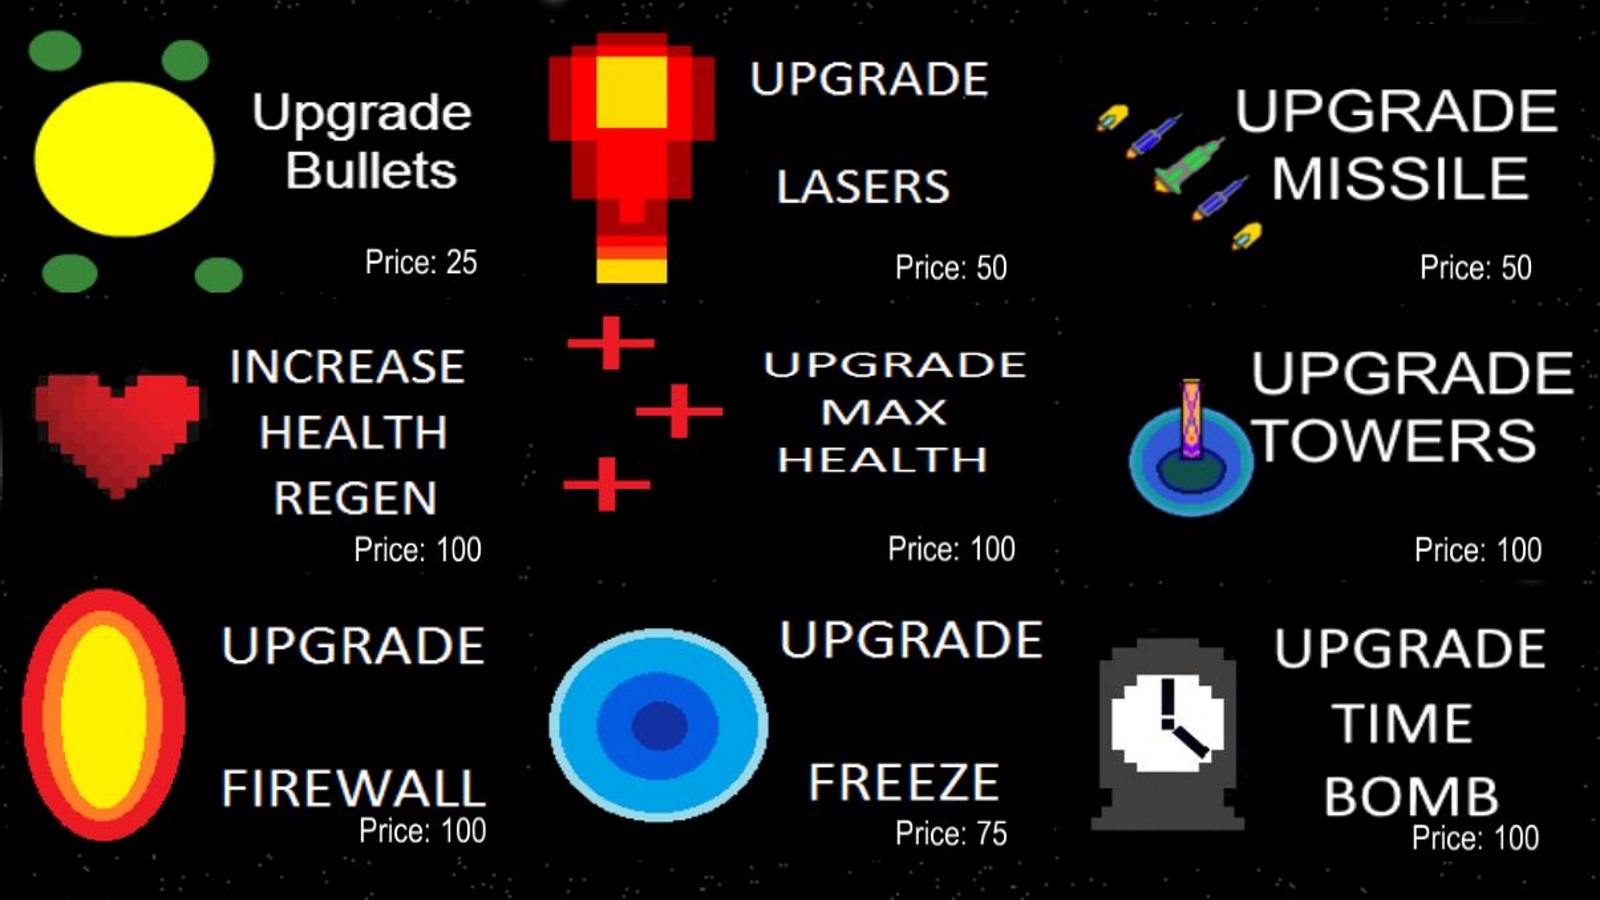 Upgrade
Bullets
Price: 25
UPGRADE
LASERS
Price: 50
UPGRADE
MISSILE
Price: 50
INCREASE
HEALTH
REGEN
Price: 100
UPGRADE
MAX
HEALTH
Price: 100
UPGRADE
TOWERS
Price: 100
UPGRADE
FIREWALL
Price: 100
UPGRADE
FREEZE
Price: 75
UPGRADE
TIME
BOMB
Price: 100